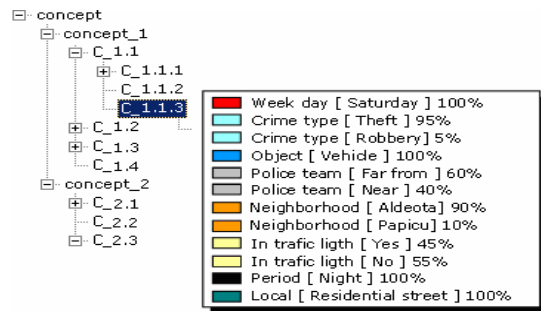 concept
concept_1
C_1.1
C_1.1.1
C_1.1.2
C_1.1.3
C_1.2
C_1.3
C_1.4
concept_2
C_2.1
C_2.2
C_2.3
Week day [ Saturday ] 100%
Crime type [ Theft ] 95%
Crime type [ Robbery] 5%
Object [ Vehicle ] 100%
Police team [ Far from ] 60%
Police team [ Near ] 40%
Neighborhood [ Aldeota] 90%
Neighborhood [ Papicu] 10%
In trafic ligth [ Yes ] 45%
In trafic ligth [ No ] 55%
Period [ Night ] 100%
Local [ Residential street ] 100%